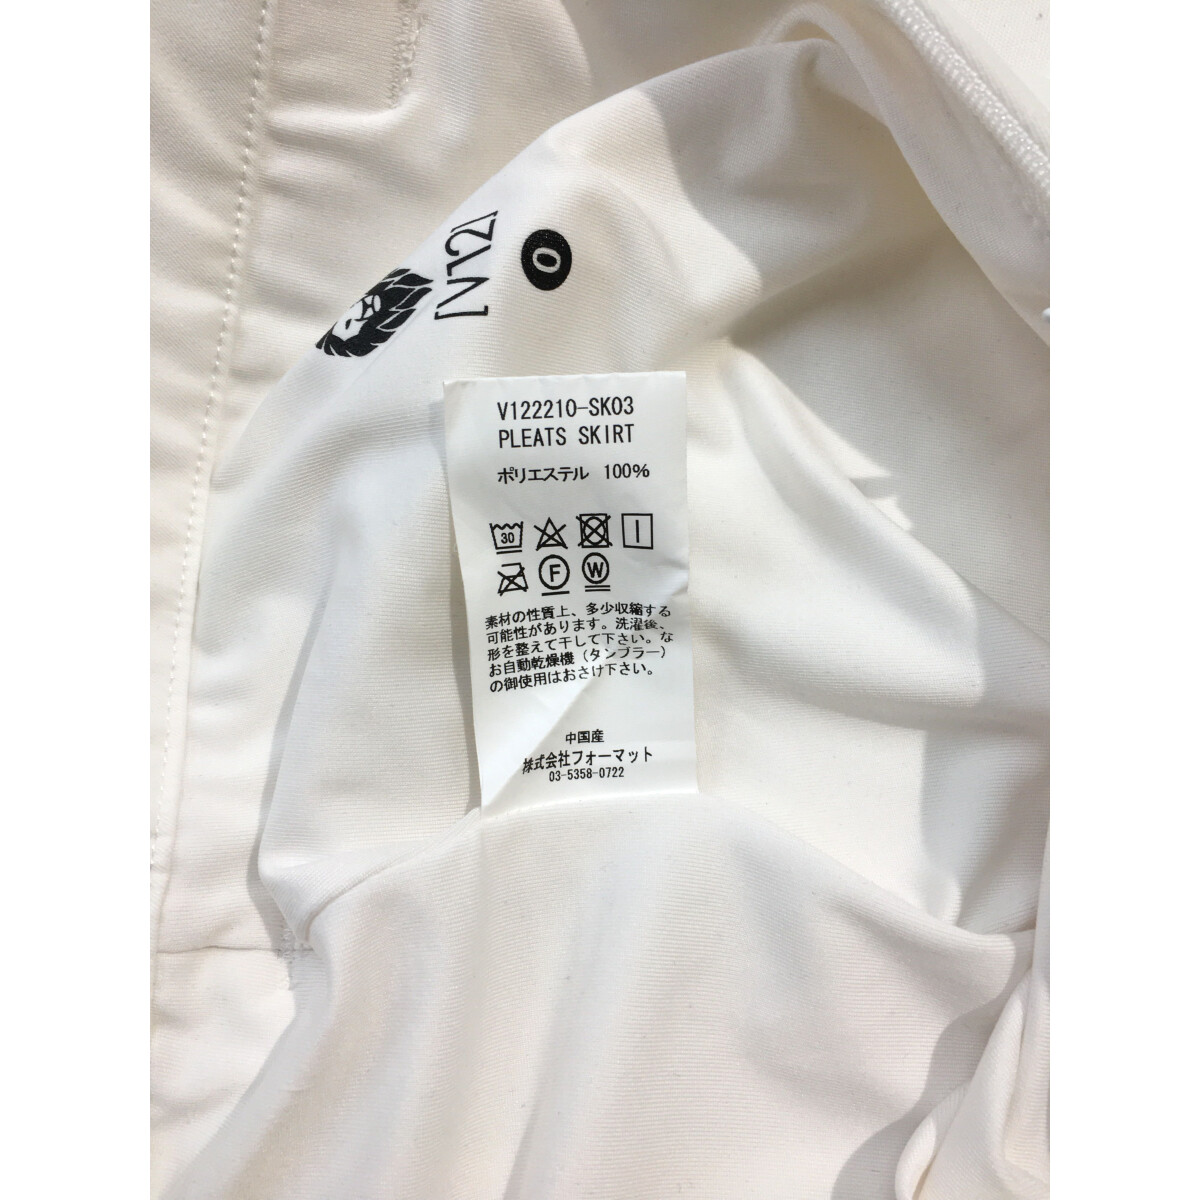 0
V12
V122210-SK03
PLEATS SKIRT
ポリエステル 100%
30
F
W
素材の性質上、多少収縮する
可能性があります。洗濯後、
形を整えて干して下さい。な
お自動乾燥機（タンブラー）
の御使用はおさけ下さい。
中国産
株式会社フォーマット
03-5358-0722